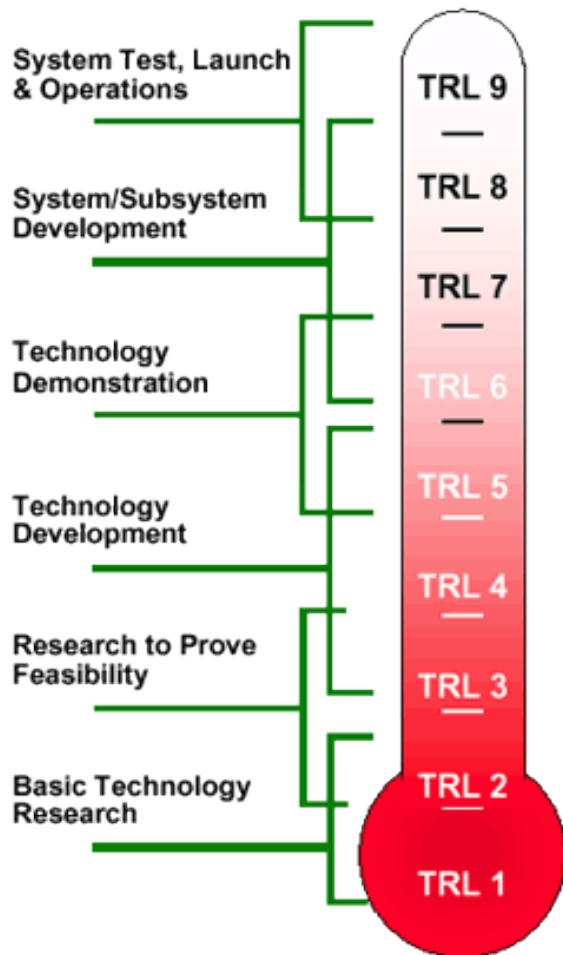 System Test, Launch
& Operations
System/Subsystem
Development
Technology
Demonstration
Technology
Development
Research to Prove
Feasibility
Basic Technology
Research
TRL 9
TRL 8
TRL 7
TRL 6
TRL 5
TRL 4
TRL 3
TRL 2
TRL 1